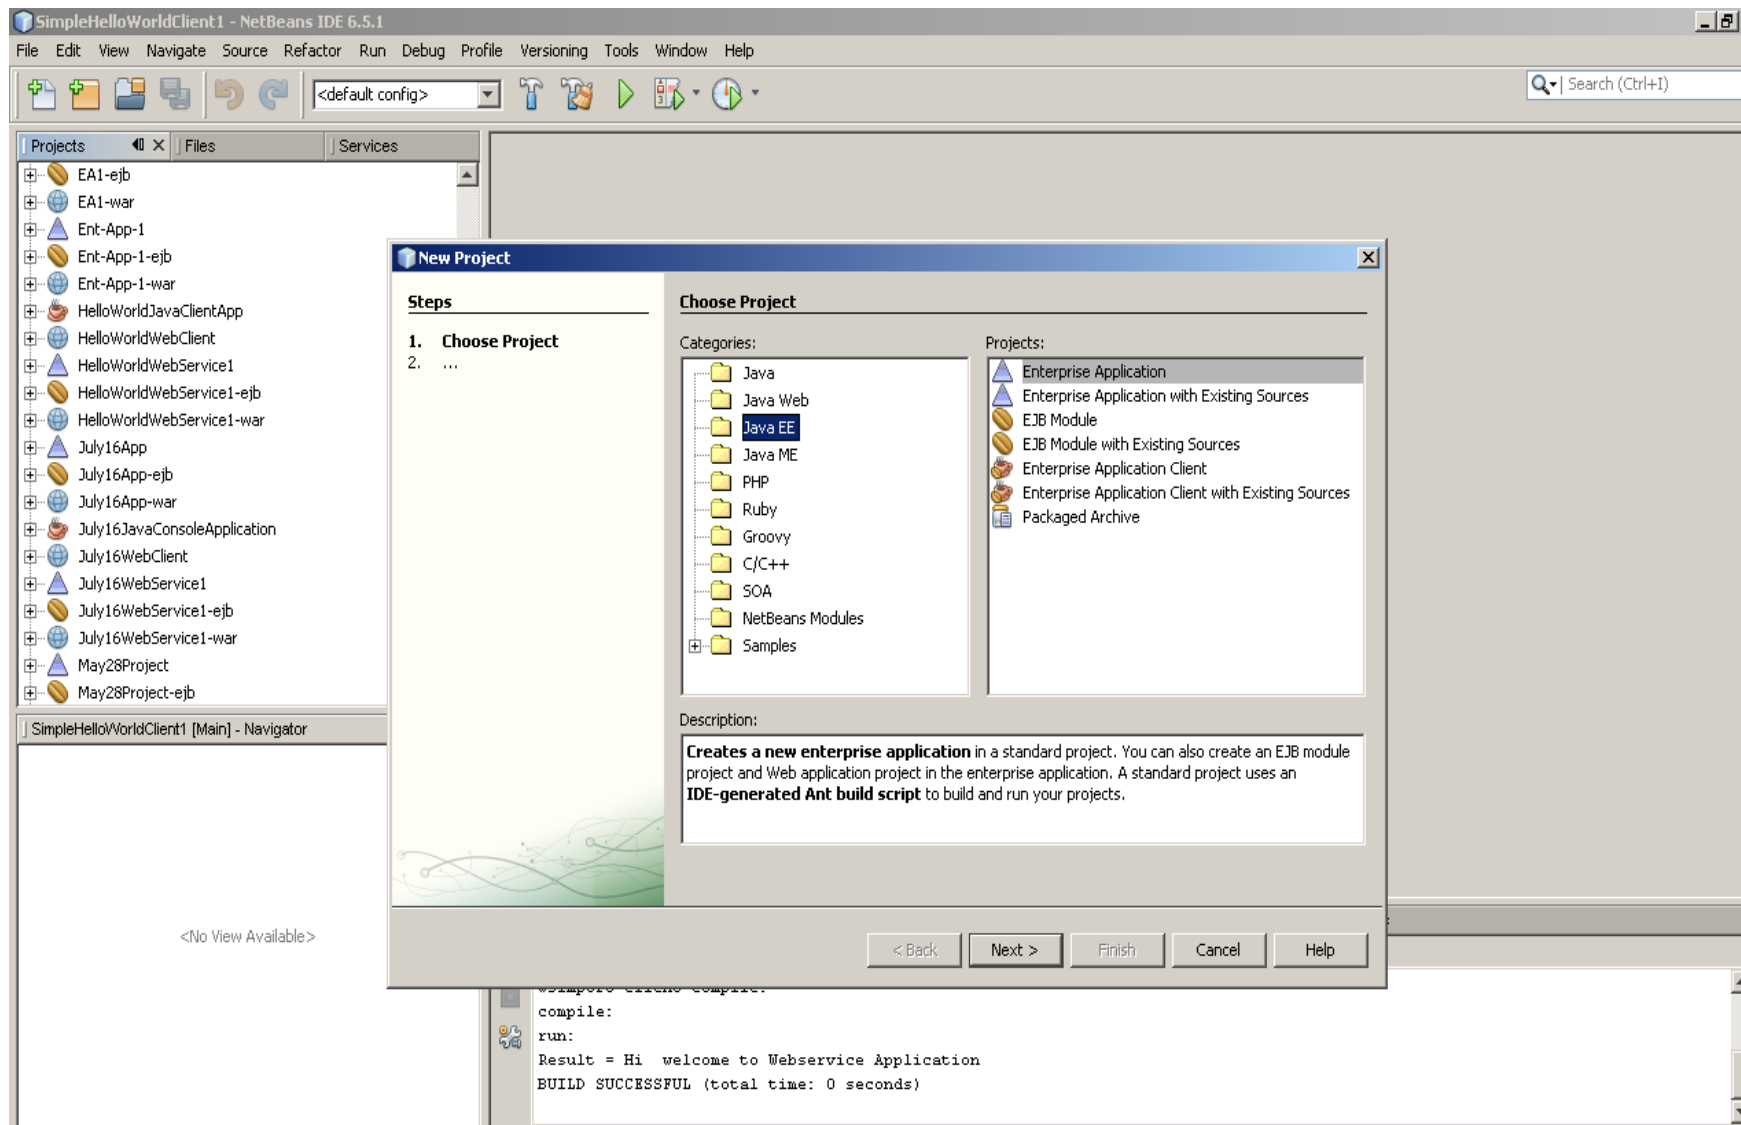 SimpleHelloWorldClient1 - NetBeans IDE 6.5.1
File Edit View Navigate Source Refactor Run Debug Profile Versioning Tools Window Help
<default config>
Search (Ctrl+I)
Projects Files Services
EA1-ejb
EA1-war
Ent-App-1
Ent-App-1-ejb
Ent-App-1-war
HelloWorldJavaClientApp
HelloWorldWebClient
HelloWorldWebService1
HelloWorldWebService1-ejb
HelloWorldWebService1-war
July16App
July16App-ejb
July16App-war
July16JavaConsoleApplication
July16WebClient
July16WebService1
July16WebService1-ejb
July16WebService1-war
May28Project
May28Project-ejb
SimpleHelloWorldClient1 [Main] - Navigator
<No View Available>
New Project
Steps
1. Choose Project
2. ...
Choose Project
Categories:
Java
Java Web
Java EE
Java ME
PHP
Ruby
Groovy
C/C++
SOA
NetBeans Modules
Samples
Projects:
Enterprise Application
Enterprise Application with Existing Sources
EJB Module
EJB Module with Existing Sources
Enterprise Application Client
Enterprise Application Client with Existing Sources
Packaged Archive
Description:
Creates a new enterprise application in a standard project. You can also create an EJB module
project and Web application project in the enterprise application. A standard project uses an
IDE-generated Ant build script to build and run your projects.
< Back Next > Finish Cancel Help
compile:
run:
Result = Hi  welcome to Webservice Application
BUILD SUCCESSFUL (total time: 0 seconds)